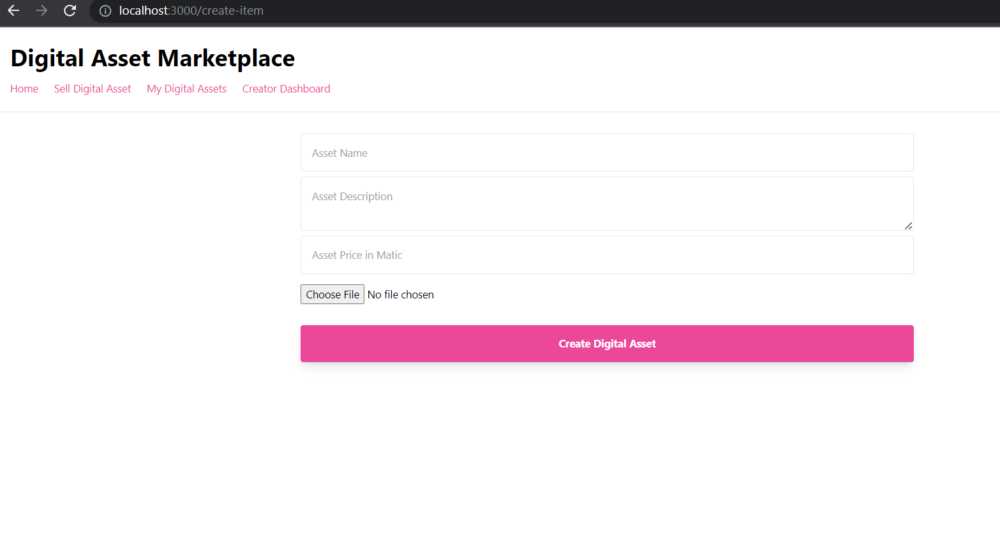 localhost:3000/create-item
Digital Asset Marketplace
Home Sell Digital Asset My Digital Assets Creator Dashboard
Asset Name
Asset Description
Asset Price in Matic
Choose File No file chosen
Create Digital Asset